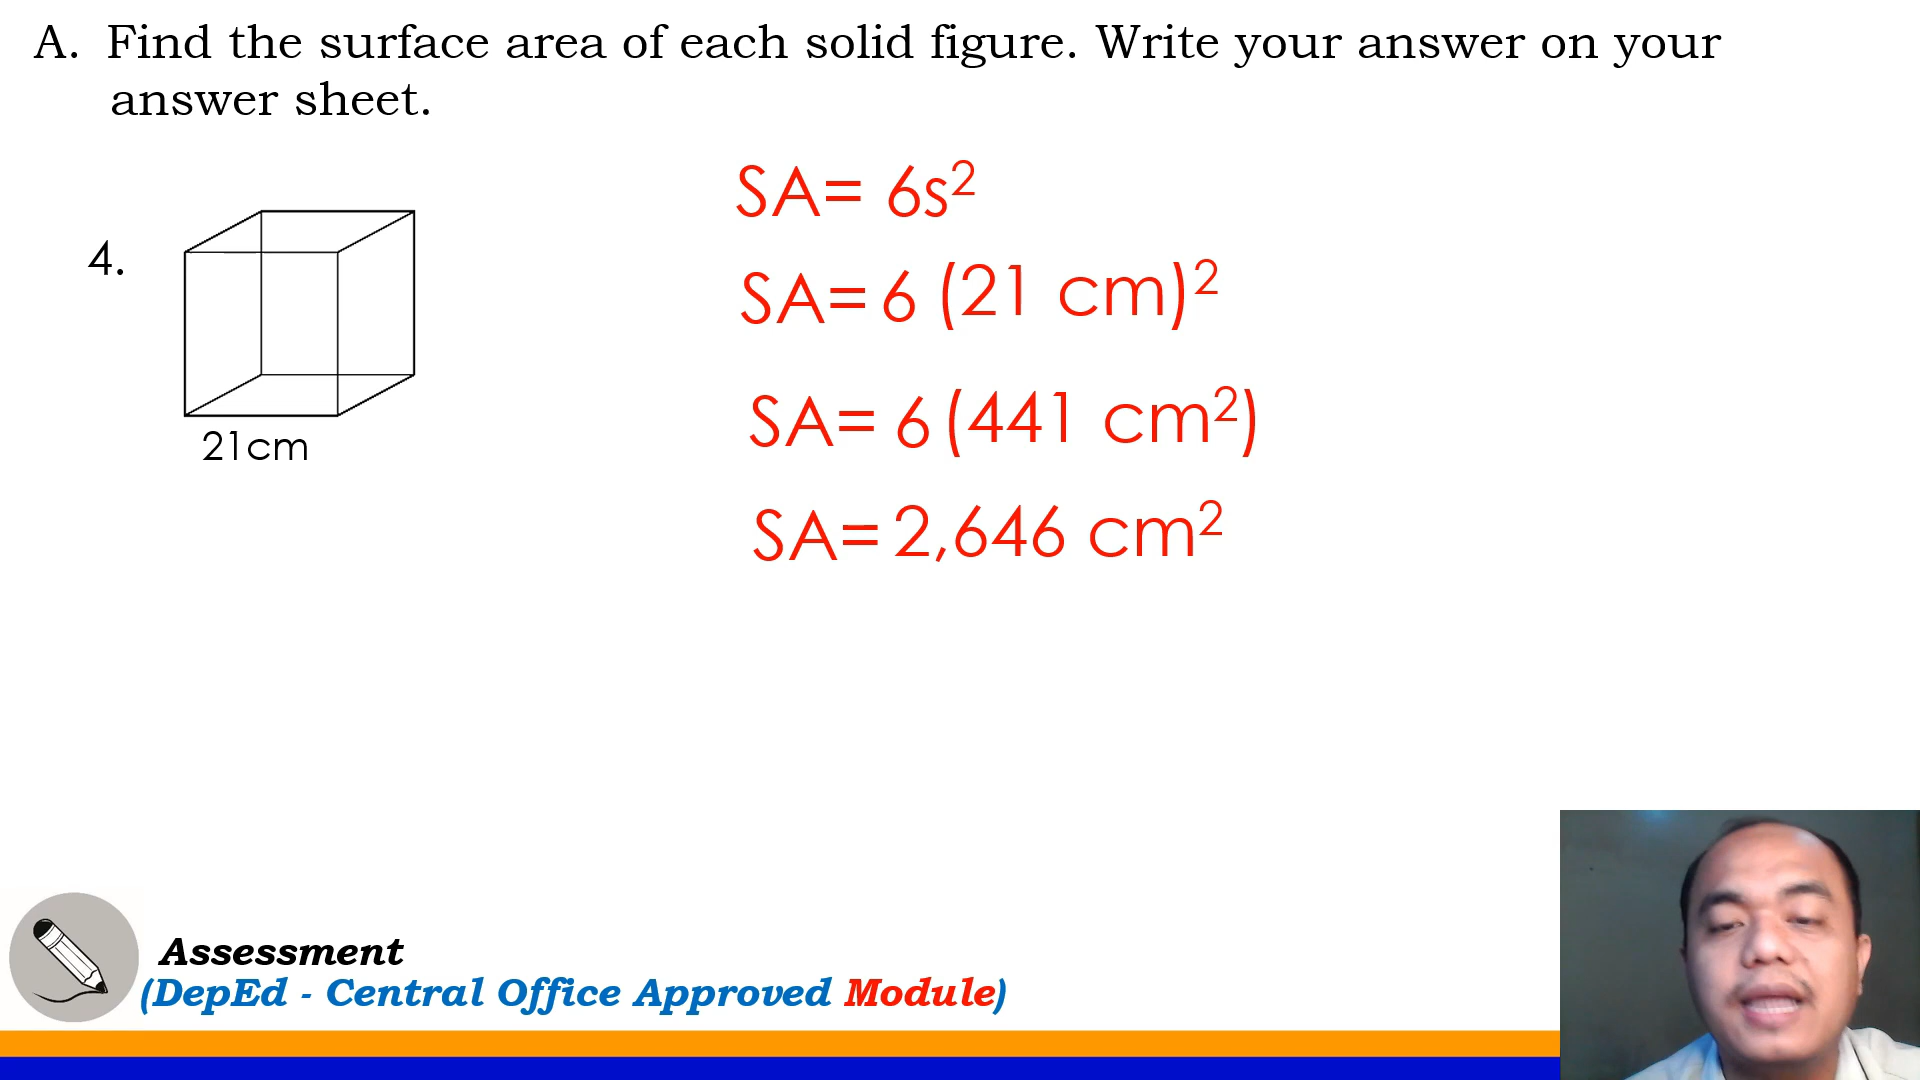 A. Find the surface area of each solid figure. Write your answer on your
answer sheet.
4.
21cm
SA= 6s²
SA= 6 (21 cm)²
SA= 6 (441 cm²)
SA= 2,646 cm²
Assessment
(DepEd - Central Office Approved Module)